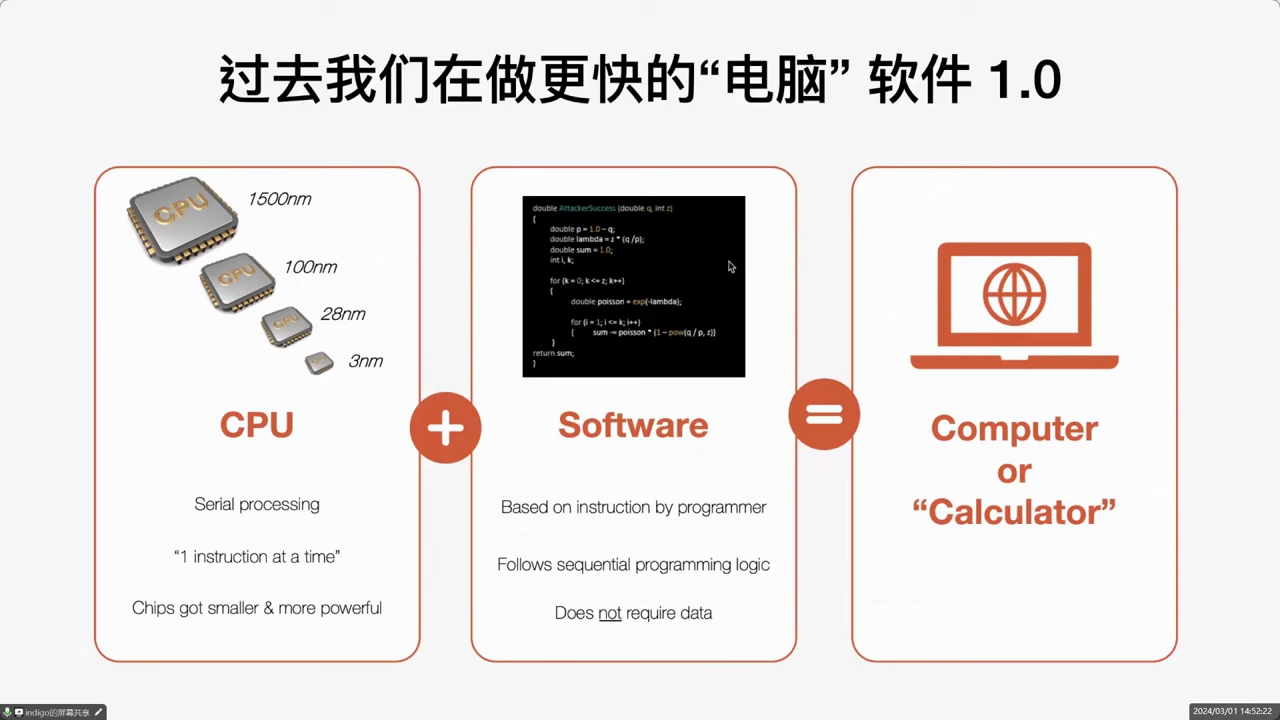 过去我们在做更快的“电脑” 软件 1.0
CPU
1500nm
CPU
100nm
CPU
28nm
3nm
CPU
Serial processing
“1 instruction at a time”
Chips got smaller & more powerful
double AttackerSuccess (double q, int z)
{
double p = 1.0 – q;
double lambda = z * (q /p);
double sum = 1.0;
int i, k;
for (k = 0; k <= z; k++)
{
double poisson = exp(-lambda);
for (i = 1; i <= k; i++)
{ sum -= poisson * (1 – pow(q / p, z))
}
return sum;
}
Software
Based on instruction by programmer
Follows sequential programming logic
Does not require data
Computer
or
“Calculator”
indigo的屏幕共享
2024/03/01 14:52:22